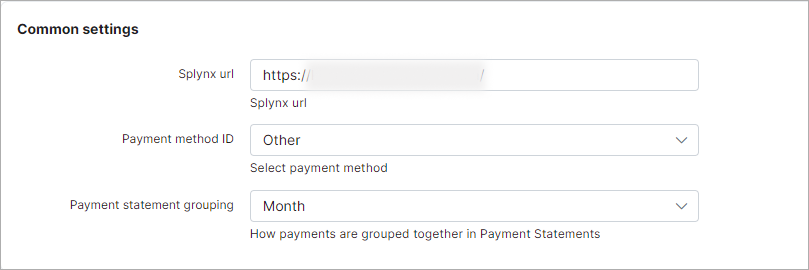 Common settings
Splynx url https:// /
Splynx url
Payment method ID Other
Select payment method
Payment statement grouping Month
How payments are grouped together in Payment Statements